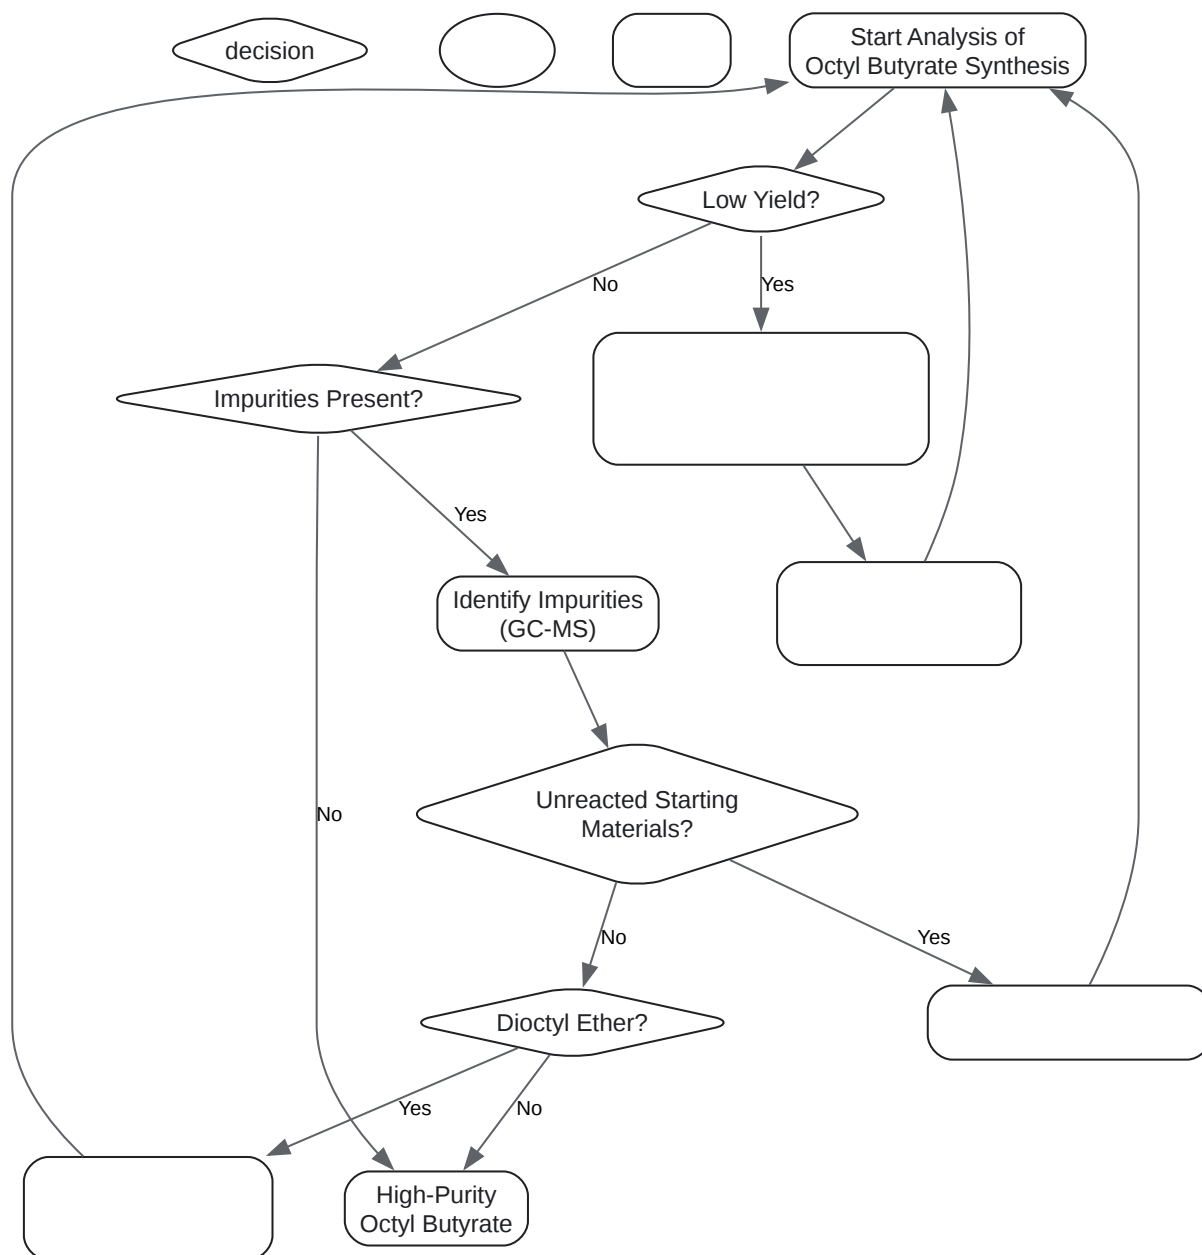 decision
Start Analysis of
Octyl Butyrate Synthesis
Low Yield?
No
Yes
Impurities Present?
Yes
Identify Impurities
(GC-MS)
No
Unreacted Starting
Materials?
No
Yes
Dioctyl Ether?
Yes
No
High-Purity
Octyl Butyrate